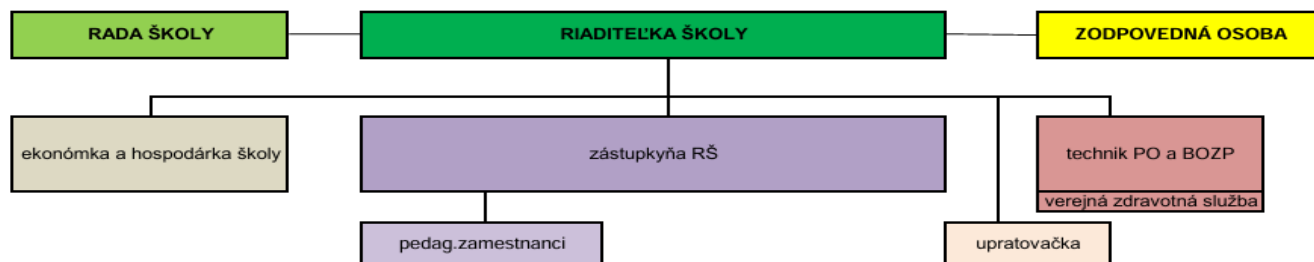 RADA ŠKOLY
RIADITEĽKA ŠKOLY
ZODPOVEDNÁ OSOBA
ekonómka a hospodárka školy
zástupkyňa RŠ
technik PO a BOZP
verejná zdravotná služba
pedag.zamestnanci
upratovačka